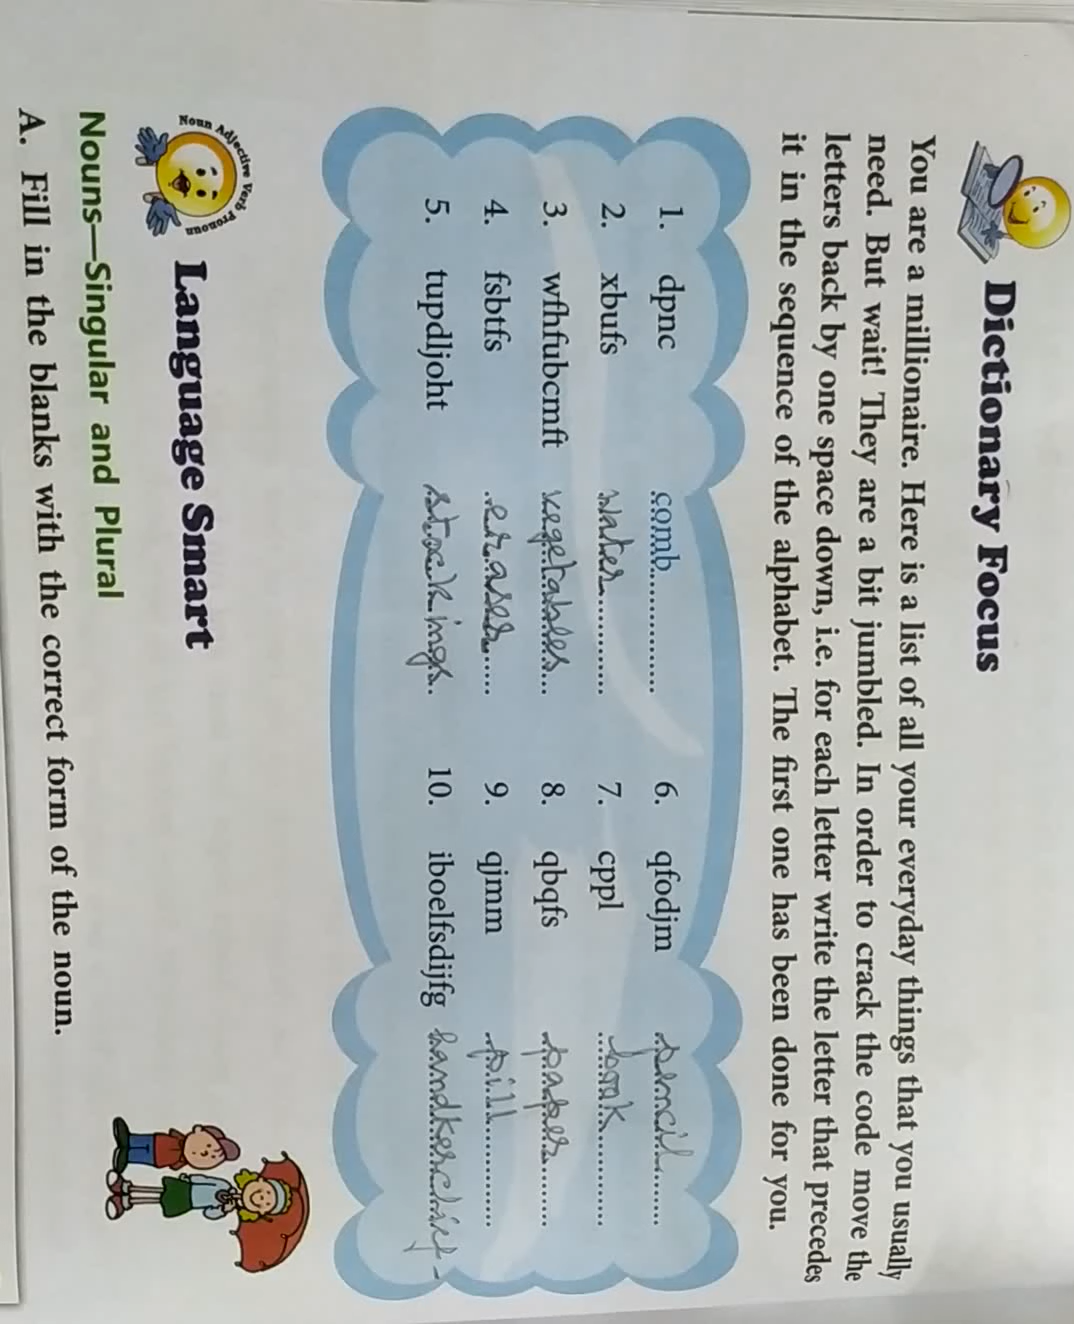 Dictionary Focus
You are a millionaire. Here is a list of all your everyday things that you usually
need. But wait! They are a bit jumbled. In order to crack the code move the
letters back by one space down, i.e. for each letter write the letter that precedes
it in the sequence of the alphabet. The first one has been done for you.
1. dpnc comb 6. qfodjm pencil
2. xbufs water 7. cppl book
3. wfhfubcmft vegetables 8. qbqfs paper
4. fsbtfs eraser 9. qjmm pill
5. tupdljoht stockings 10. iboelfsdijfg handkerchief
Noun Adjective Verb Pronoun
Language Smart
Nouns—Singular and Plural
A. Fill in the blanks with the correct form of the noun.